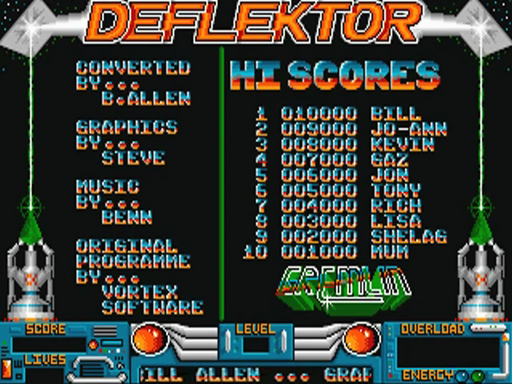 DEFLEKTOR
CONVERTED
BY...
B.ALLEN
GRAPHICS
BY...
STEVE
MUSIC
BY...
BENN
ORIGINAL
PROGRAMME
BY...
VORTEX
SOFTWARE
HI SCORES
1 010000 BILL
2 009000 JO-ANN
3 008000 KEVIN
4 007000 GAZ
5 006000 JON
6 005000 TONY
7 004000 RICH
8 003000 LISA
9 002000 SHELAG
10 001000 MUM
GREMLIN
SCORE
LIVES
LEVEL
OVERLOAD
ENERGY
ILL ALLEN ... GRAP